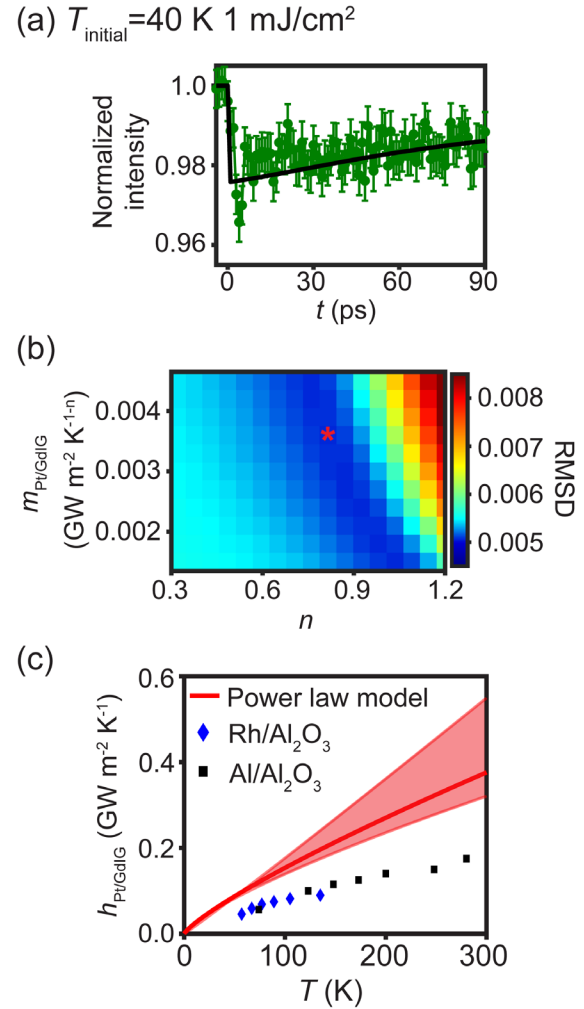 (a) T_initial=40 K 1 mJ/cm²
Normalized
intensity
1.0
0.98
0.96
0
30
60
90
t (ps)
(b)
m_Pt/GdIG
(GW m⁻² K⁻¹⁻ⁿ)
0.004
0.003
0.002
*
0.008
0.007
0.006
0.005
RMSD
0.3
0.6
0.9
1.2
n
(c)
h_Pt/GdIG (GW m⁻² K⁻¹)
0.6
0.4
0.2
0.0
Power law model
Rh/Al₂O₃
Al/Al₂O₃
0
100
200
300
T (K)